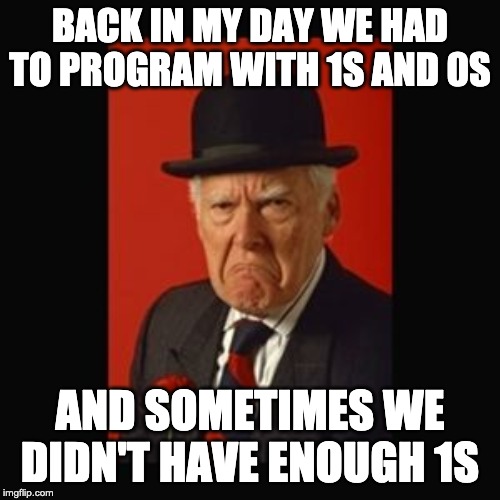 BACK IN MY DAY WE HAD
TO PROGRAM WITH 1S AND 0S
AND SOMETIMES WE
DIDN'T HAVE ENOUGH 1S
imgflip.com